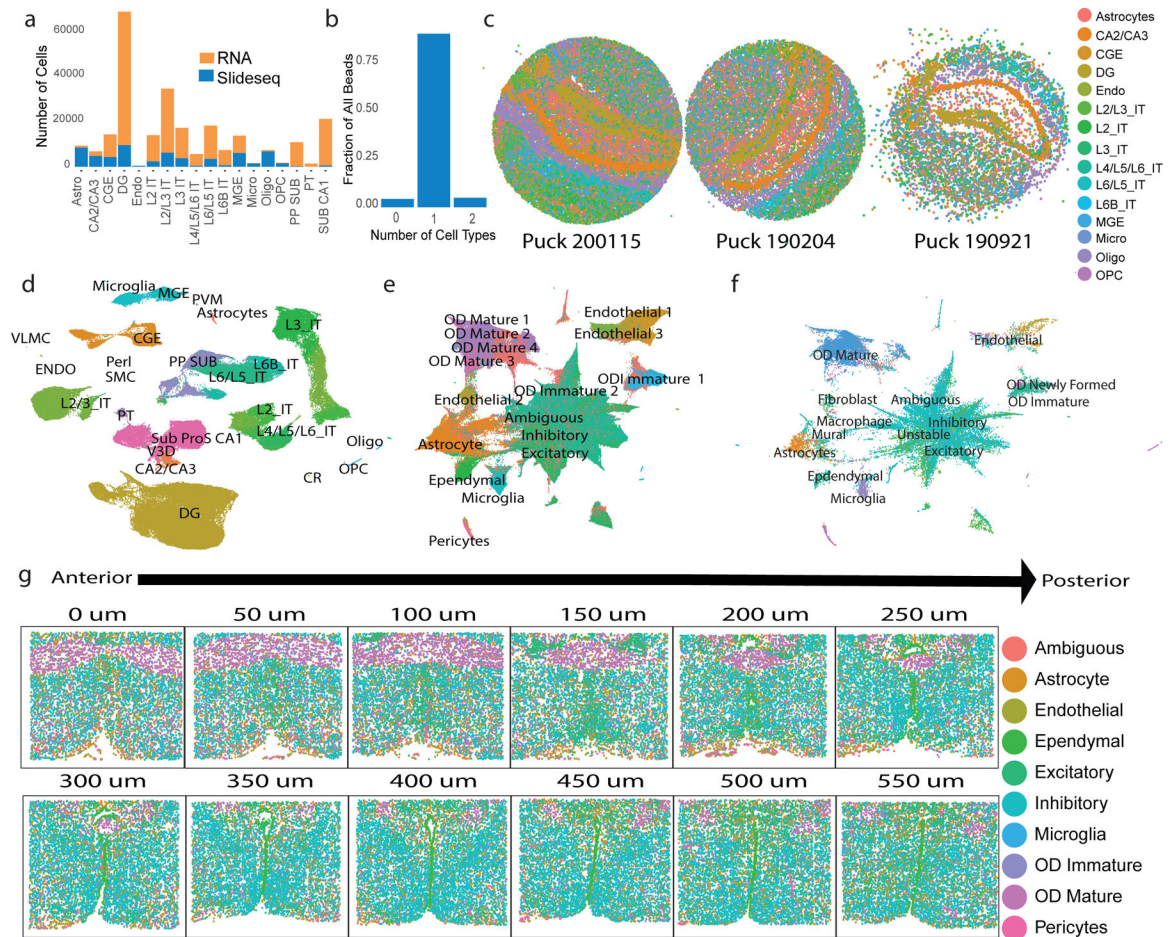 a
Number of Cells
60000
40000
20000
0
RNA
Slideseq
Astro
CA2/CA3
CGE
DG
Endo
L2 IT
L2/L3 IT
L3 IT
L4/L5/L6 IT
L6/L5 IT
L6B IT
MGE
Micro
Oligo
OPC
PP SUB
PT
SUB CA1
b
Fraction of All Beads
0.75
0.50
0.25
0.00
0 1 2
Number of Cell Types
c
Puck 200115
Puck 190204
Puck 190921
Astrocytes
CA2/CA3
CGE
DG
Endo
L2/L3_IT
L2_IT
L3_IT
L4/L5/L6_IT
L6/L5_IT
L6B_IT
MGE
Micro
Oligo
OPC
d
Microglia
MGE
PVM
Astrocytes
VLMC
CGE
L3_IT
ENDO
Perl
SMC
PP SUB
L6B_IT
L6/L5_IT
L2/3_IT
PT
L2_IT
Sub ProS CA1
L4/L5/L6_IT
V3D
CA2/CA3
Oligo
OPC
CR
DG
e
OD Mature 1
OD Mature 2
OD Mature 4
OD Mature 3
Endothelial 1
Endothelial 3
ODImmature 1
OD Immature 2
Endothelial 2
Ambiguous
Inhibitory
Excitatory
Astrocyte
Ependymal
Microglia
Pericytes
f
OD Mature
Endothelial
OD Newly Formed
OD Immature
Fibroblast
Ambiguous
Macrophage
Mural
Inhibitory
Unstable
Astrocytes
Excitatory
Epdendymal
Microglia
g
Anterior
Posterior
0 um
50 um
100 um
150 um
200 um
250 um
300 um
350 um
400 um
450 um
500 um
550 um
Ambiguous
Astrocyte
Endothelial
Ependymal
Excitatory
Inhibitory
Microglia
OD Immature
OD Mature
Pericytes